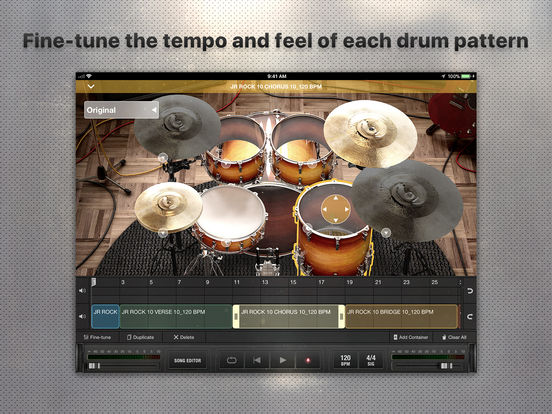 Fine-tune the tempo and feel of each drum pattern
9:41 AM
100%
JR ROCK 10 CHORUS 10_120 BPM
Original
3 5 7 9 11 13 15 17 19 21 23 25
JR ROCK JR ROCK 10 VERSE 10_120 BPM JR ROCK 10 CHORUS 10_120 BPM JR ROCK 10 BRIDGE 10_120 BPM
Fine-tune Duplicate Delete Add Container Clear All
SONG EDITOR 120 4/4
BPM SIG